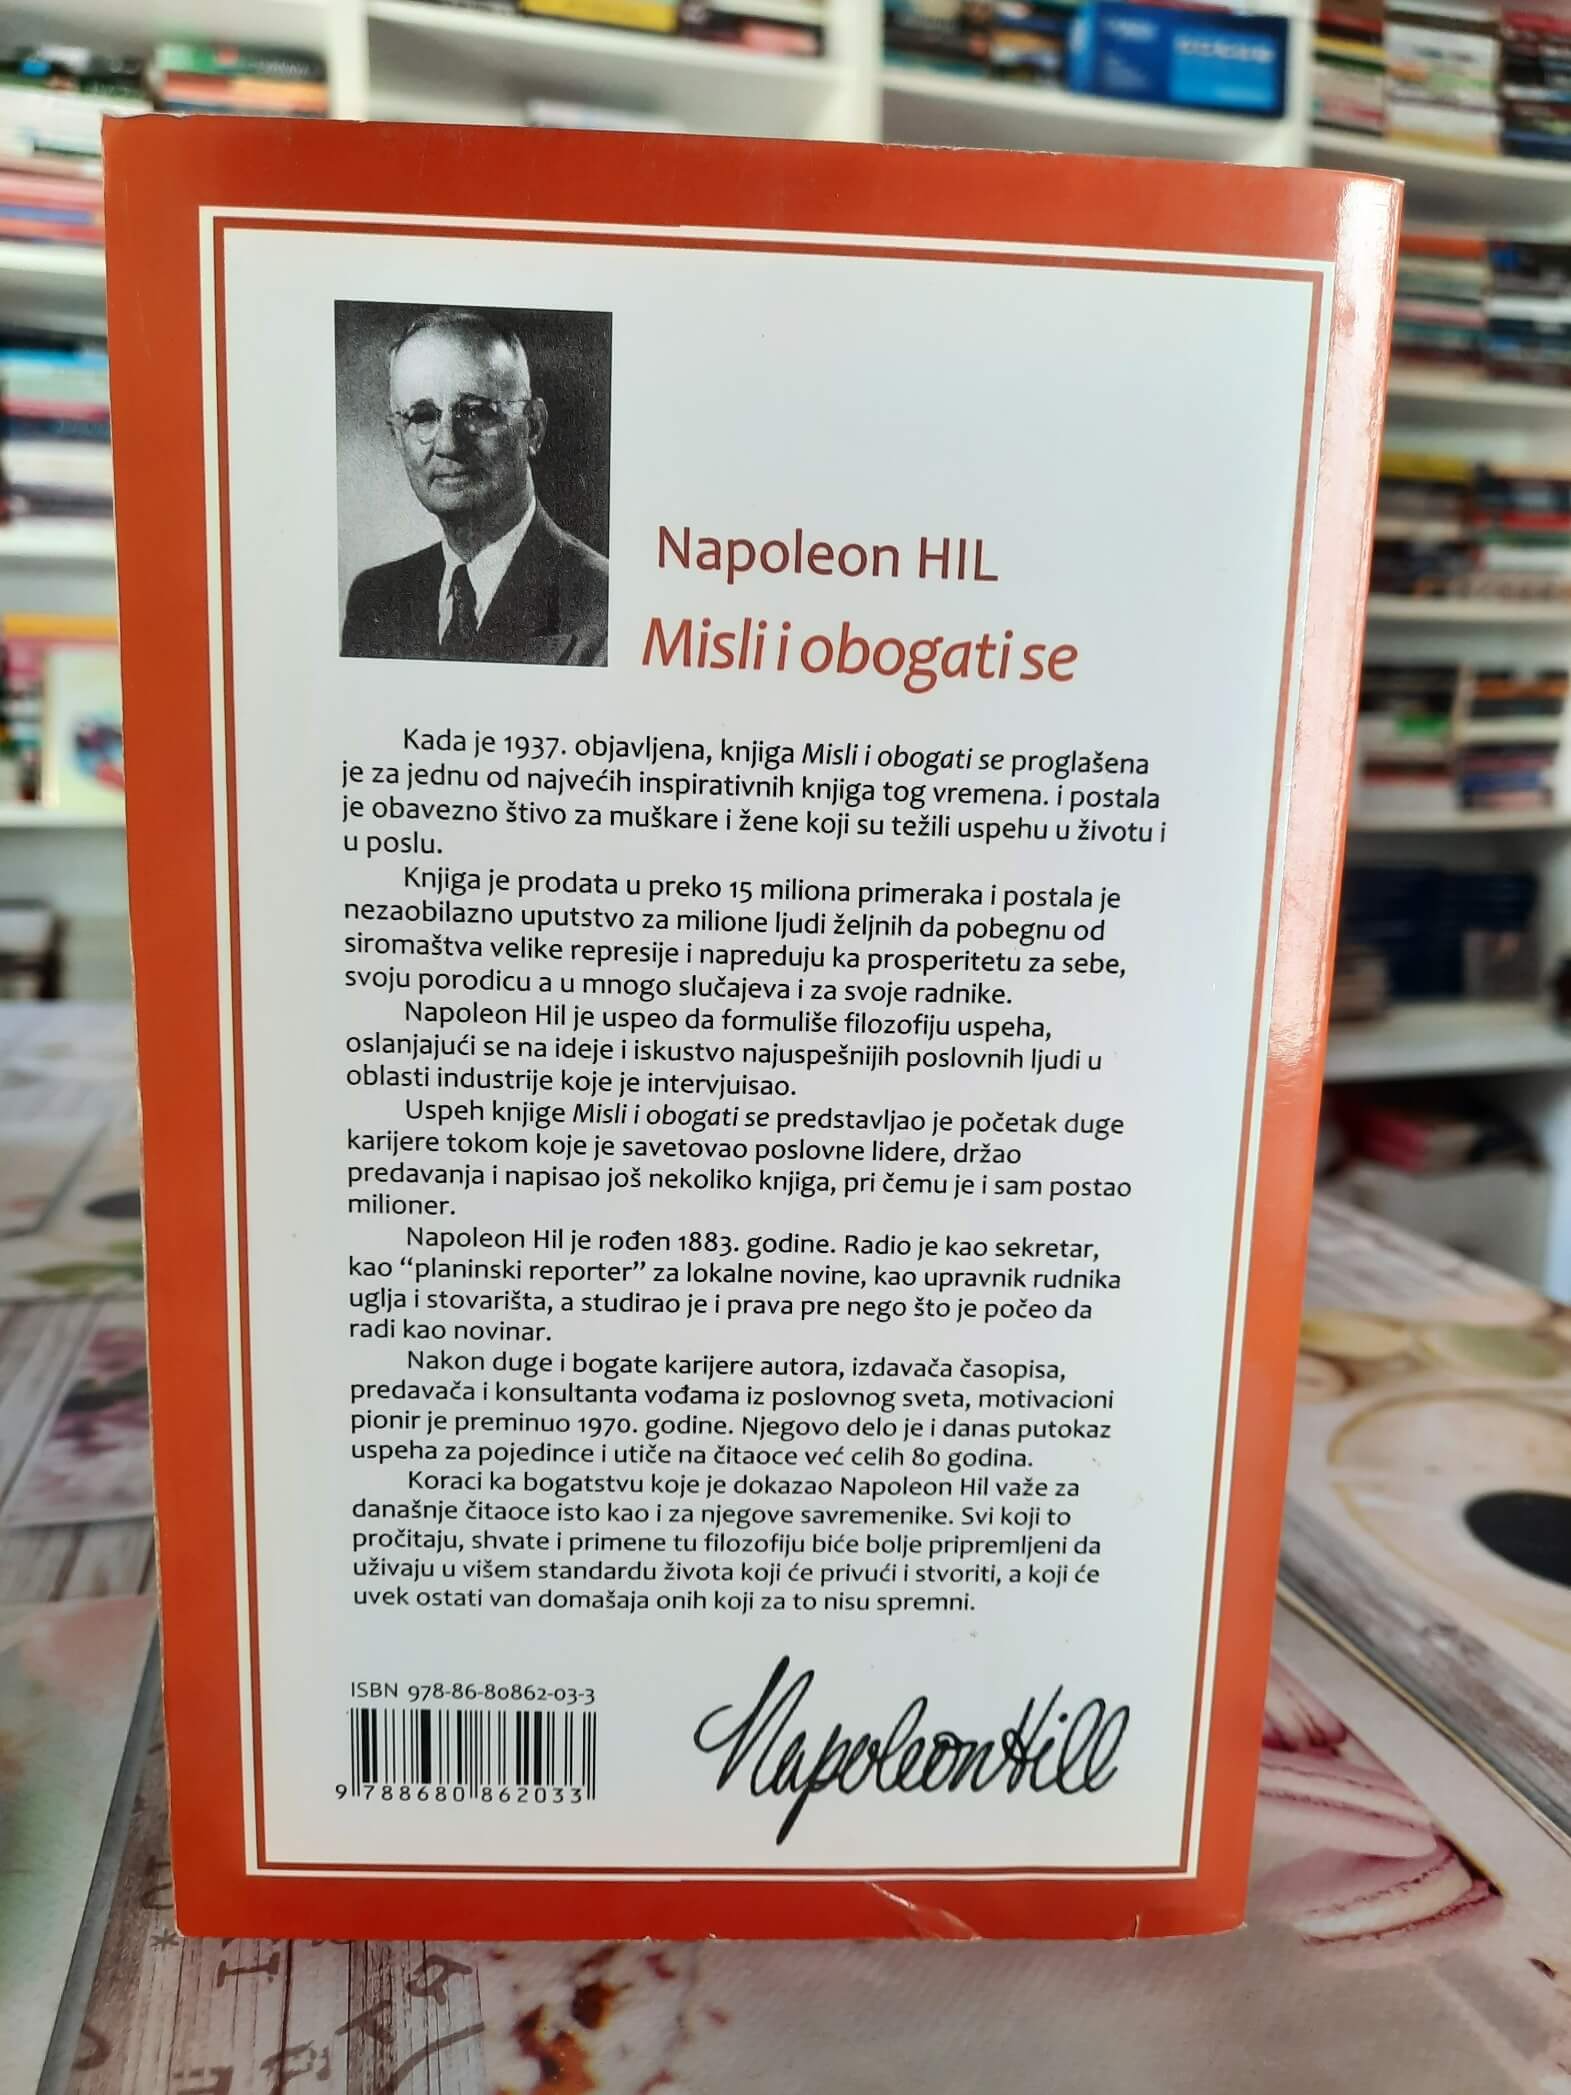 Napoleon HIL
Misli i obogati se
Kada je 1937. objavljena, knjiga Misli i obogati se proglašena
je za jednu od najvećih inspirativnih knjiga tog vremena. i postala
je obavezno štivo za muškare i žene koji su težili uspehu u životu i
u poslu.
Knjiga je prodata u preko 15 miliona primeraka i postala je
nezaobilazno uputstvo za milione ljudi željnih da pobegnu od
siromaštva velike represije i napreduju ka prosperitetu za sebe,
svoju porodicu a u mnogo slučajeva i za svoje radnike.
Napoleon Hil je uspeo da formuliše filozofiju uspeha,
oslanjajući se na ideje i iskustvo najuspešnijih poslovnih ljudi u
oblasti industrije koje je intervjuisao.
Uspeh knjige Misli i obogati se predstavljao je početak duge
karijere tokom koje je savetovao poslovne lidere, držao
predavanja i napisao još nekoliko knjiga, pri čemu je i sam postao
milioner.
Napoleon Hil je rođen 1883. godine. Radio je kao sekretar,
kao “planinski reporter” za lokalne novine, kao upravnik rudnika
uglja i stovarišta, a studirao je i prava pre nego što je počeo da
radi kao novinar.
Nakon duge i bogate karijere autora, izdavača časopisa,
predavača i konsultanta vođama iz poslovnog sveta, motivacioni
pionir je preminuo 1970. godine. Njegovo delo je i danas putokaz
uspeha za pojedince i utiče na čitaoce već celih 80 godina.
Koraci ka bogatstvu koje je dokazao Napoleon Hil važe za
današnje čitaoce isto kao i za njegove savremenike. Svi koji to
pročitaju, shvate i primene tu filozofiju biće bolje pripremljeni da
uživaju u višem standardu života koji će privući i stvoriti, a koji će
uvek ostati van domašaja onih koji za to nisu spremni.
ISBN 978-86-80862-03-3
9 788680 862033
Napoleon Hill